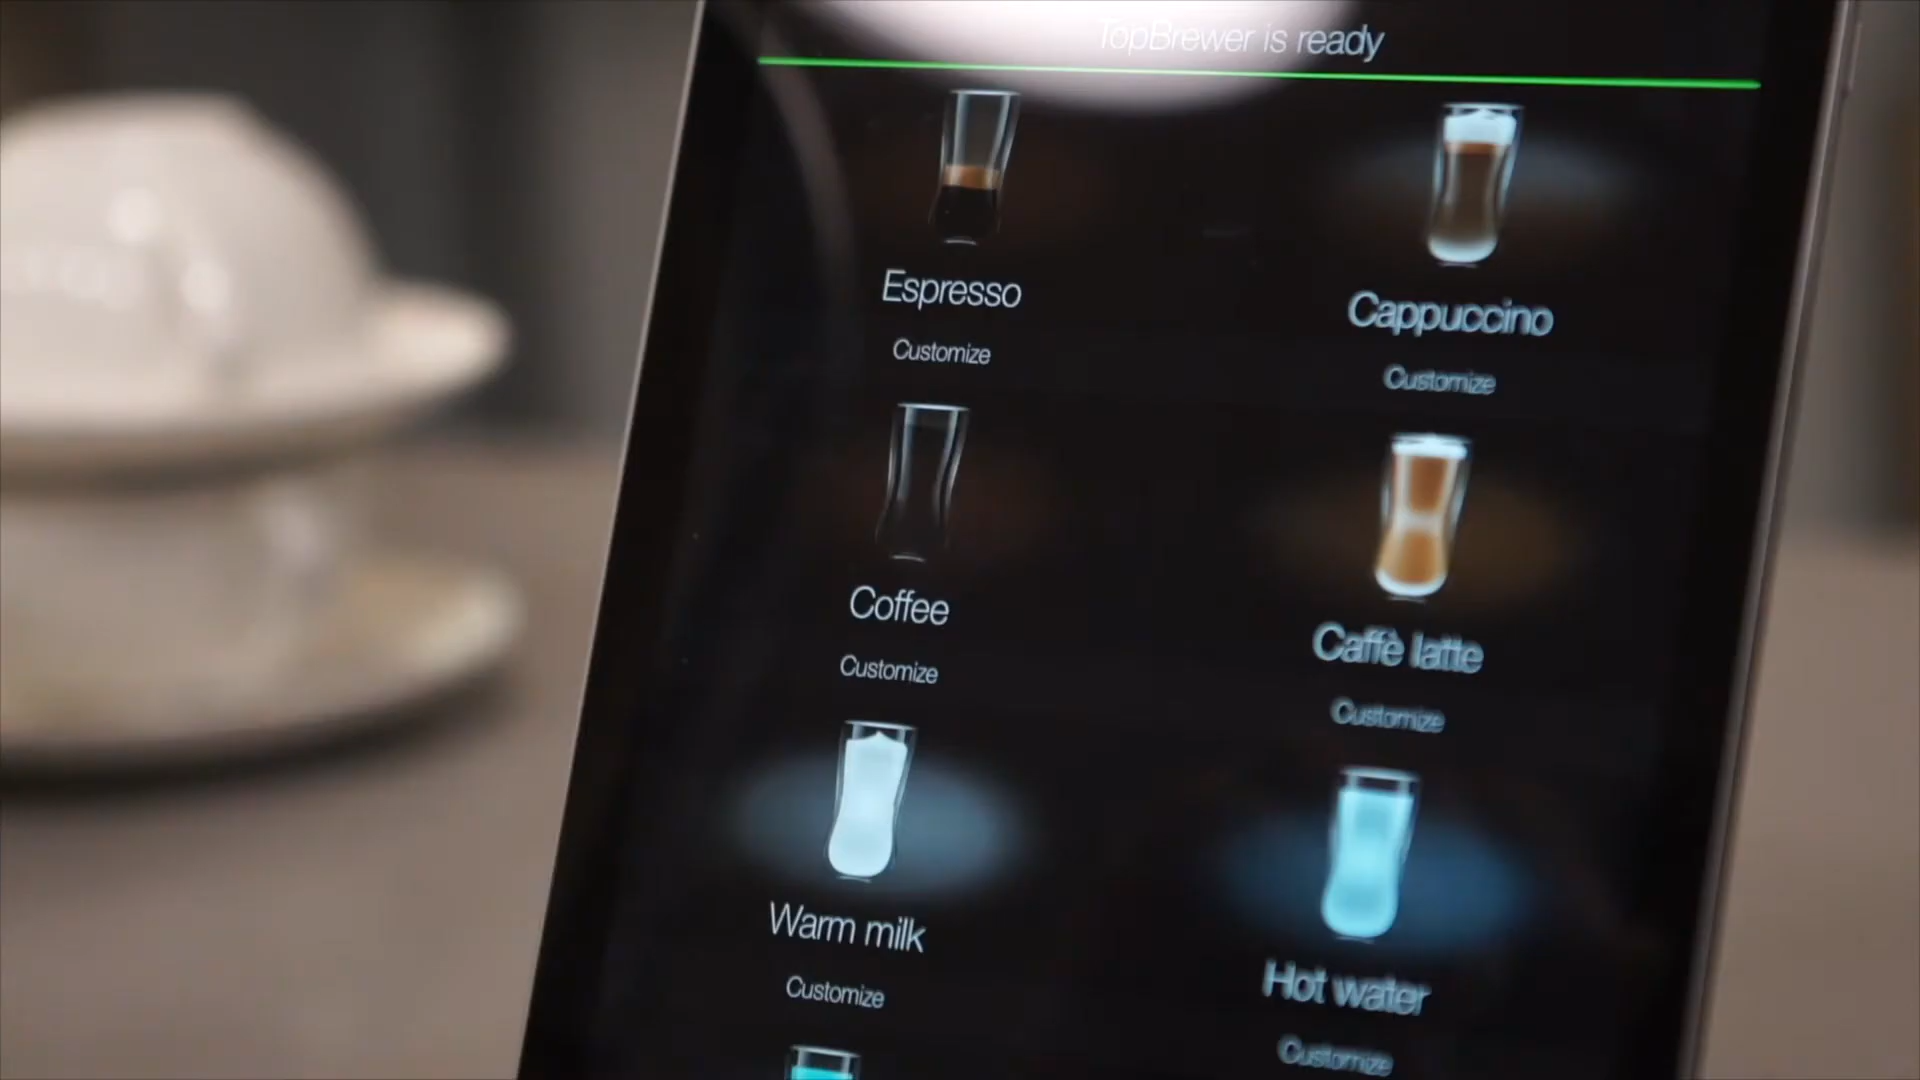 TopBrewer is ready
Espresso
Cappuccino
Customize
Customize
Coffee
Caffè latte
Customize
Customize
Warm milk
Hot water
Customize
Customize